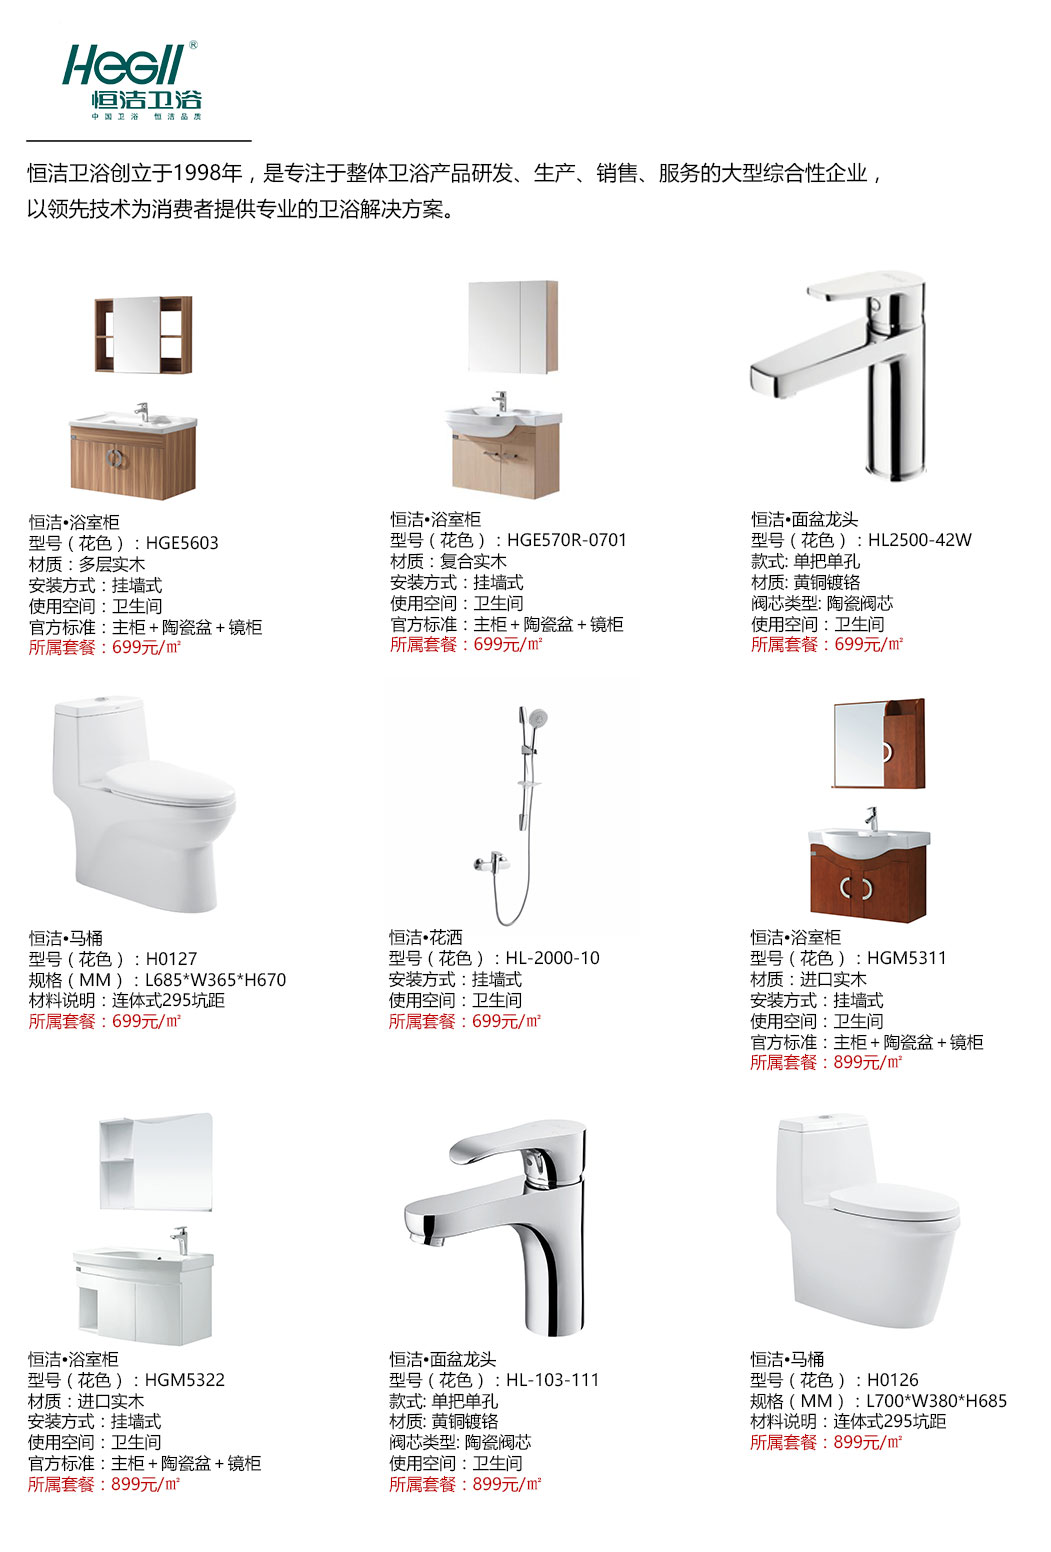 HeGll®
恒洁卫浴
中国卫浴 恒洁品质
恒洁卫浴创立于1998年，是专注于整体卫浴产品研发、生产、销售、服务的大型综合性企业，
以领先技术为消费者提供专业的卫浴解决方案。
恒洁•浴室柜
型号（花色）：HGE5603
材质：多层实木
安装方式：挂墙式
使用空间：卫生间
官方标准：主柜＋陶瓷盆＋镜柜
所属套餐：699元/㎡
恒洁•浴室柜
型号（花色）：HGE570R-0701
材质：复合实木
安装方式：挂墙式
使用空间：卫生间
官方标准：主柜＋陶瓷盆＋镜柜
所属套餐：699元/㎡
恒洁•面盆龙头
型号（花色）：HL2500-42W
款式: 单把单孔
材质: 黄铜镀铬
阀芯类型: 陶瓷阀芯
使用空间：卫生间
所属套餐：699元/㎡
恒洁•马桶
型号（花色）：H0127
规格（MM）：L685*W365*H670
材料说明：连体式295坑距
所属套餐：699元/㎡
恒洁•花洒
型号（花色）：HL-2000-10
安装方式：挂墙式
使用空间：卫生间
所属套餐：699元/㎡
恒洁•浴室柜
型号（花色）：HGM5311
材质：进口实木
安装方式：挂墙式
使用空间：卫生间
官方标准：主柜＋陶瓷盆＋镜柜
所属套餐：899元/㎡
恒洁•浴室柜
型号（花色）：HGM5322
材质：进口实木
安装方式：挂墙式
使用空间：卫生间
官方标准：主柜＋陶瓷盆＋镜柜
所属套餐：899元/㎡
恒洁•面盆龙头
型号（花色）：HL-103-111
款式: 单把单孔
材质: 黄铜镀铬
阀芯类型: 陶瓷阀芯
使用空间：卫生间
所属套餐：899元/㎡
恒洁•马桶
型号（花色）：H0126
规格（MM）：L700*W380*H685
材料说明：连体式295坑距
所属套餐：899元/㎡